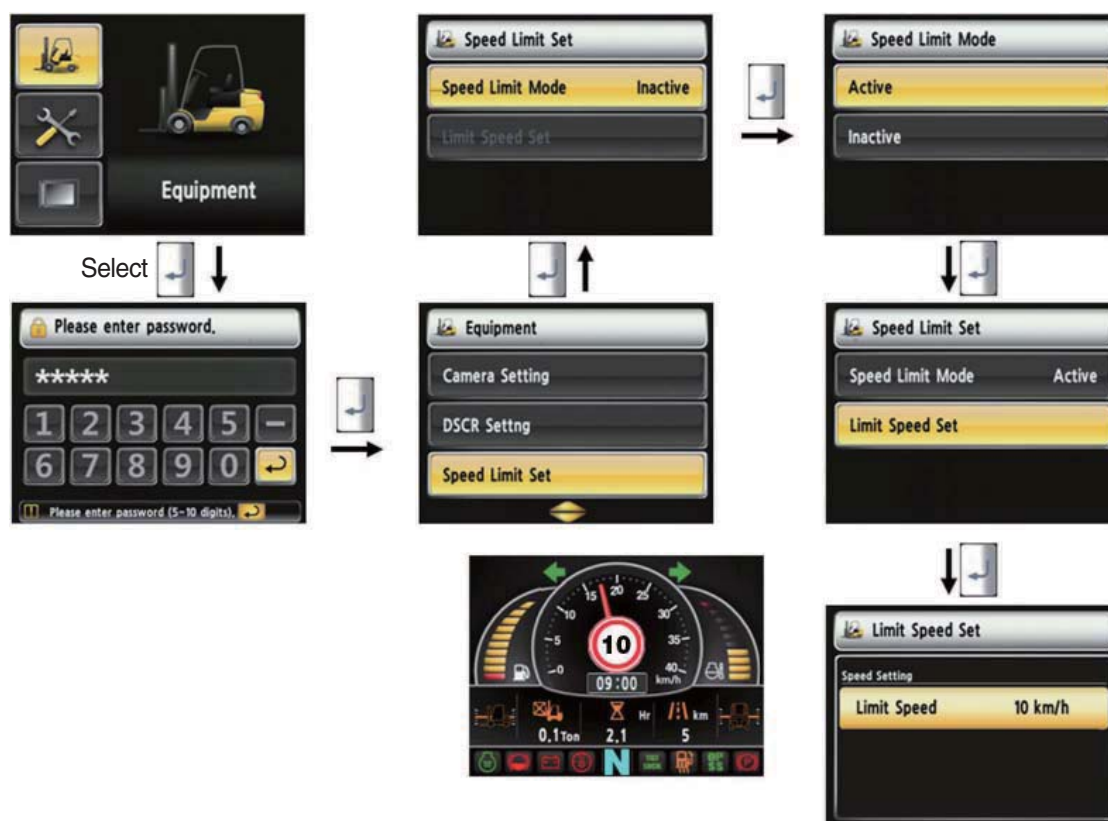 Equipment
Select
Please enter password.
*****
1 2 3 4 5 -
6 7 8 9 0
Please enter password (5-10 digits).
Equipment
Camera Setting
DSCR Settng
Speed Limit Set
Speed Limit Set
Speed Limit Mode Inactive
Limit Speed Set
Speed Limit Mode
Active
Inactive
Speed Limit Set
Speed Limit Mode Active
Limit Speed Set
Limit Speed Set
Speed Setting
Limit Speed 10 km/h
0
5
10
15
20
25
30
35
40
km/h
10
09:00
0.1 Ton
2.1 Hr
5 km
N
OP
SS
P